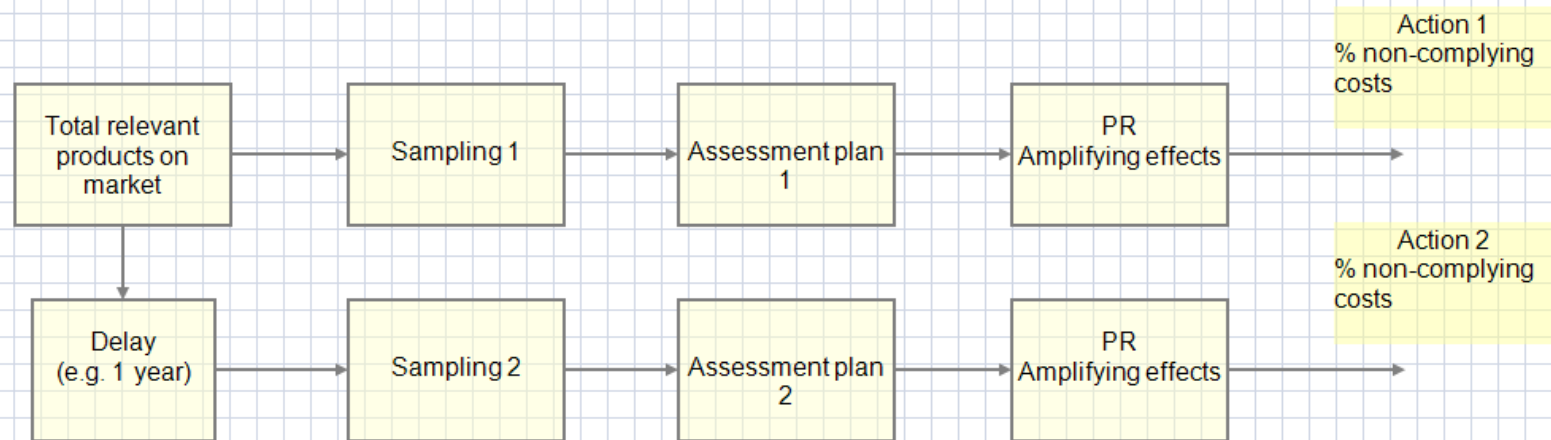 Action 1
% non-complying
costs
Total relevant
products on
market
Sampling 1
Assessment plan
1
PR
Amplifying effects
Action 2
% non-complying
costs
Delay
(e.g. 1 year)
Sampling 2
Assessment plan
2
PR
Amplifying effects